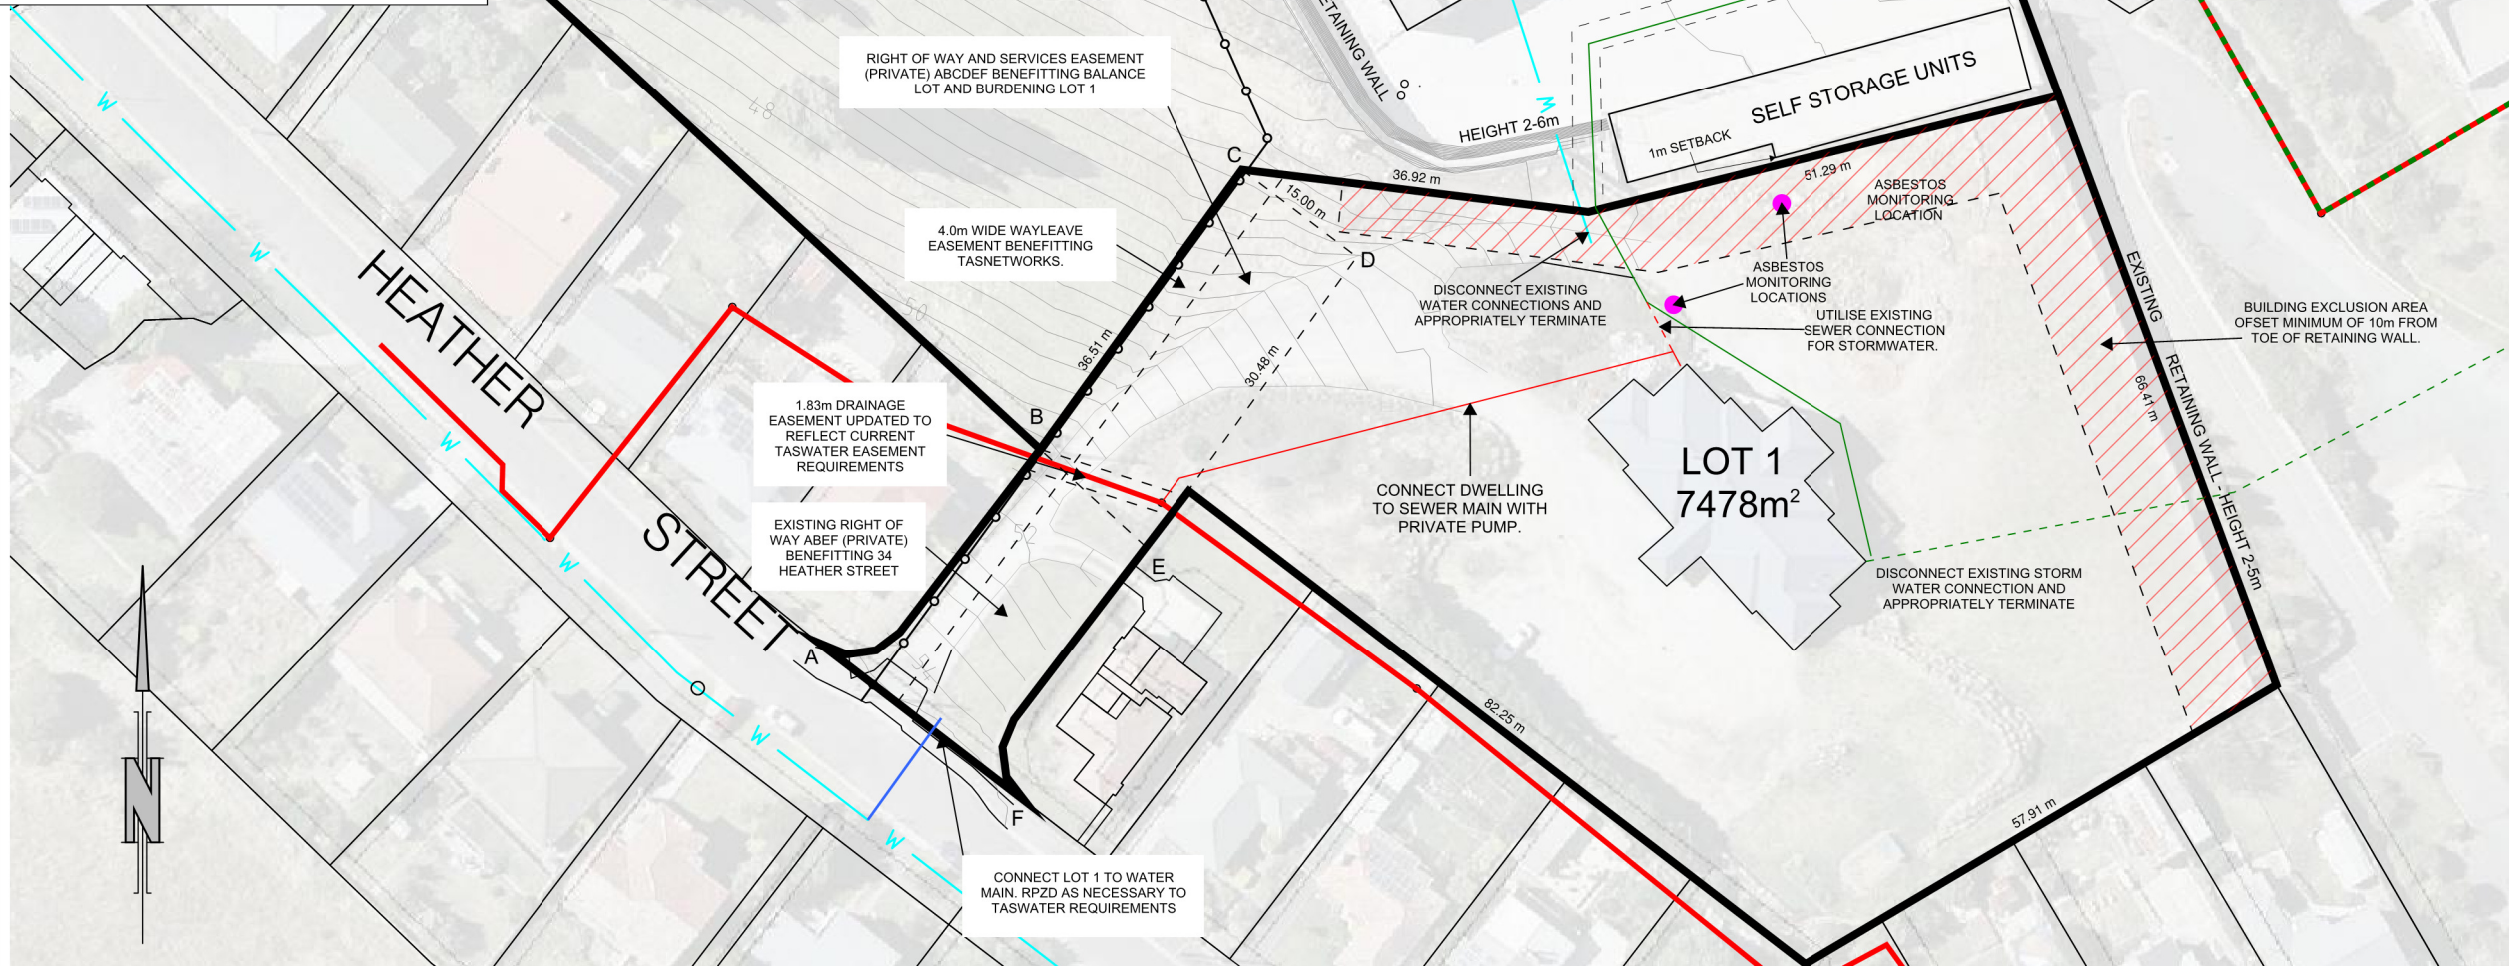 RIGHT OF WAY AND SERVICES EASEMENT
(PRIVATE) ABCDEF BENEFITTING BALANCE
LOT AND BURDENING LOT 1
RETAINING WALL
HEIGHT 2-6m
SELF STORAGE UNITS
1m SETBACK
48
W
W
W
W
W
W
W
C
36.92 m
51.29 m
15.00 m
ASBESTOS
MONITORING
LOCATION
4.0m WIDE WAYLEAVE
EASEMENT BENEFITTING
TASNETWORKS.
D
ASBESTOS
MONITORING
LOCATIONS
DISCONNECT EXISTING
WATER CONNECTIONS AND
APPROPRIATELY TERMINATE
UTILISE EXISTING
SEWER CONNECTION
FOR STORMWATER.
EXISTING RETAINING WALL - HEIGHT 2-5m
BUILDING EXCLUSION AREA
OFSET MINIMUM OF 10m FROM
TOE OF RETAINING WALL.
66.41 m
HEATHER
STREET
50
36.51 m
30.48 m
1.83m DRAINAGE
EASEMENT UPDATED TO
REFLECT CURRENT
TASWATER EASEMENT
REQUIREMENTS
B
LOT 1
7478m²
CONNECT DWELLING
TO SEWER MAIN WITH
PRIVATE PUMP.
EXISTING RIGHT OF
WAY ABEF (PRIVATE)
BENEFITTING 34
HEATHER STREET
52
E
DISCONNECT EXISTING STORM
WATER CONNECTION AND
APPROPRIATELY TERMINATE
A
82.25 m
N
F
57.91 m
CONNECT LOT 1 TO WATER
MAIN. RPZD AS NECESSARY TO
TASWATER REQUIREMENTS